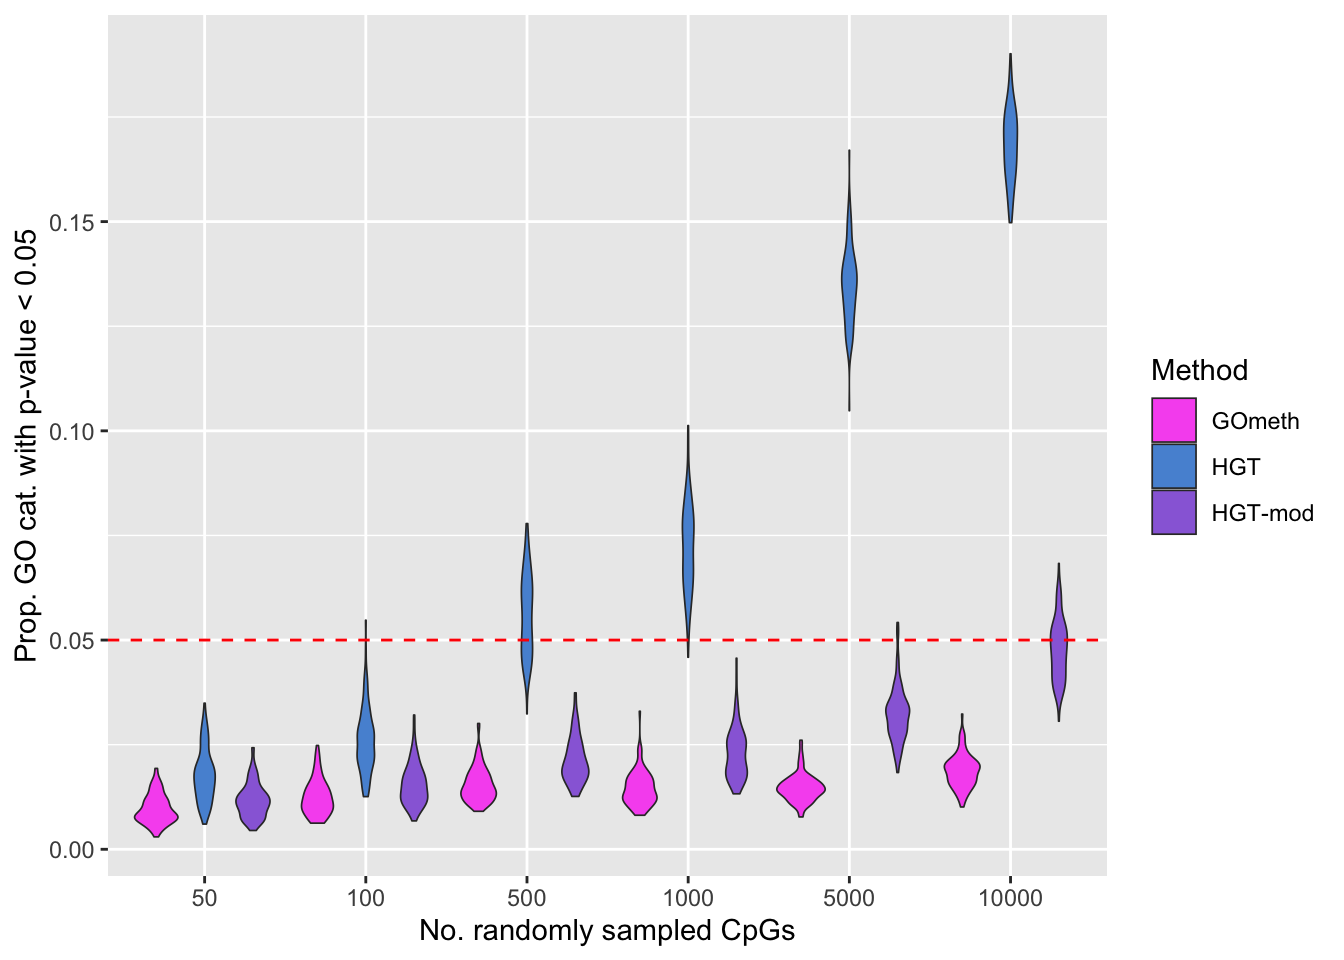 Prop. GO cat. with p-value < 0.05
0.15
0.10
0.05
0.00
50 100 500 1000 5000 10000
No. randomly sampled CpGs
Method
GOmeth
HGT
HGT-mod